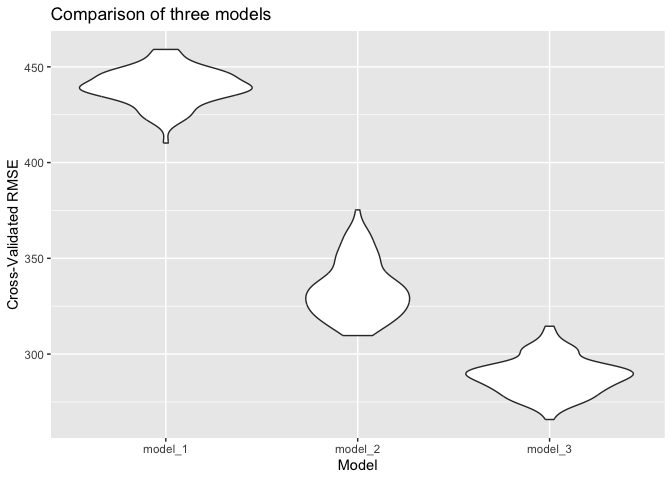 Comparison of three models
Cross-Validated RMSE
450
400
350
300
model_1 model_2 model_3
Model